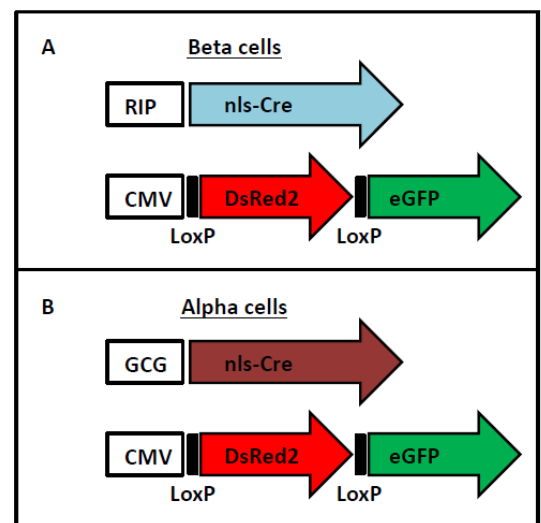 A Beta cells
RIP nls-Cre
CMV DsRed2 eGFP
LoxP LoxP
B Alpha cells
GCG nls-Cre
CMV DsRed2 eGFP
LoxP LoxP